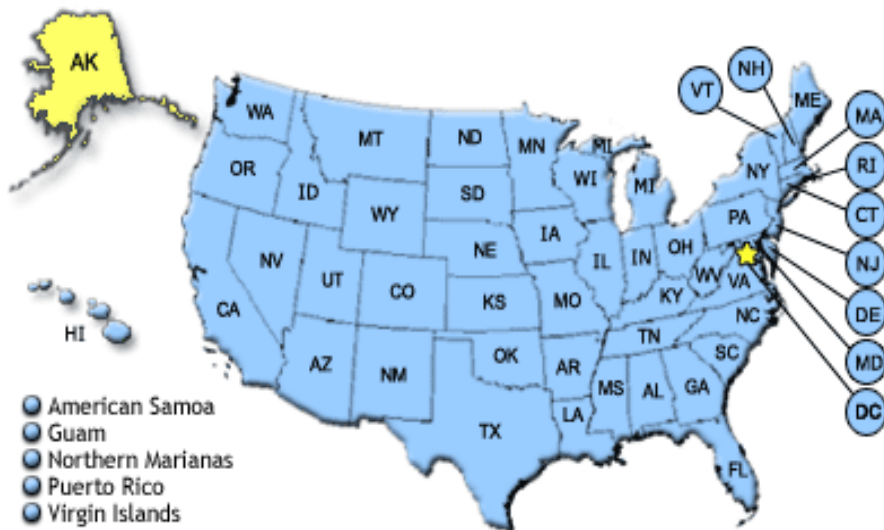 AK
NH
VT
ME
MA
WA
MT
ND
MN
MI
NY
RI
OR
ID
SD
WI
MI
CT
WY
PA
IA
NE
OH
NJ
NV
UT
IL
IN
WV
VA
CO
CA
KS
MO
KY
DE
HI
NC
TN
OK
AR
SC
MD
AZ
NM
MS
AL
GA
DC
LA
TX
FL
American Samoa
Guam
Northern Marianas
Puerto Rico
Virgin Islands